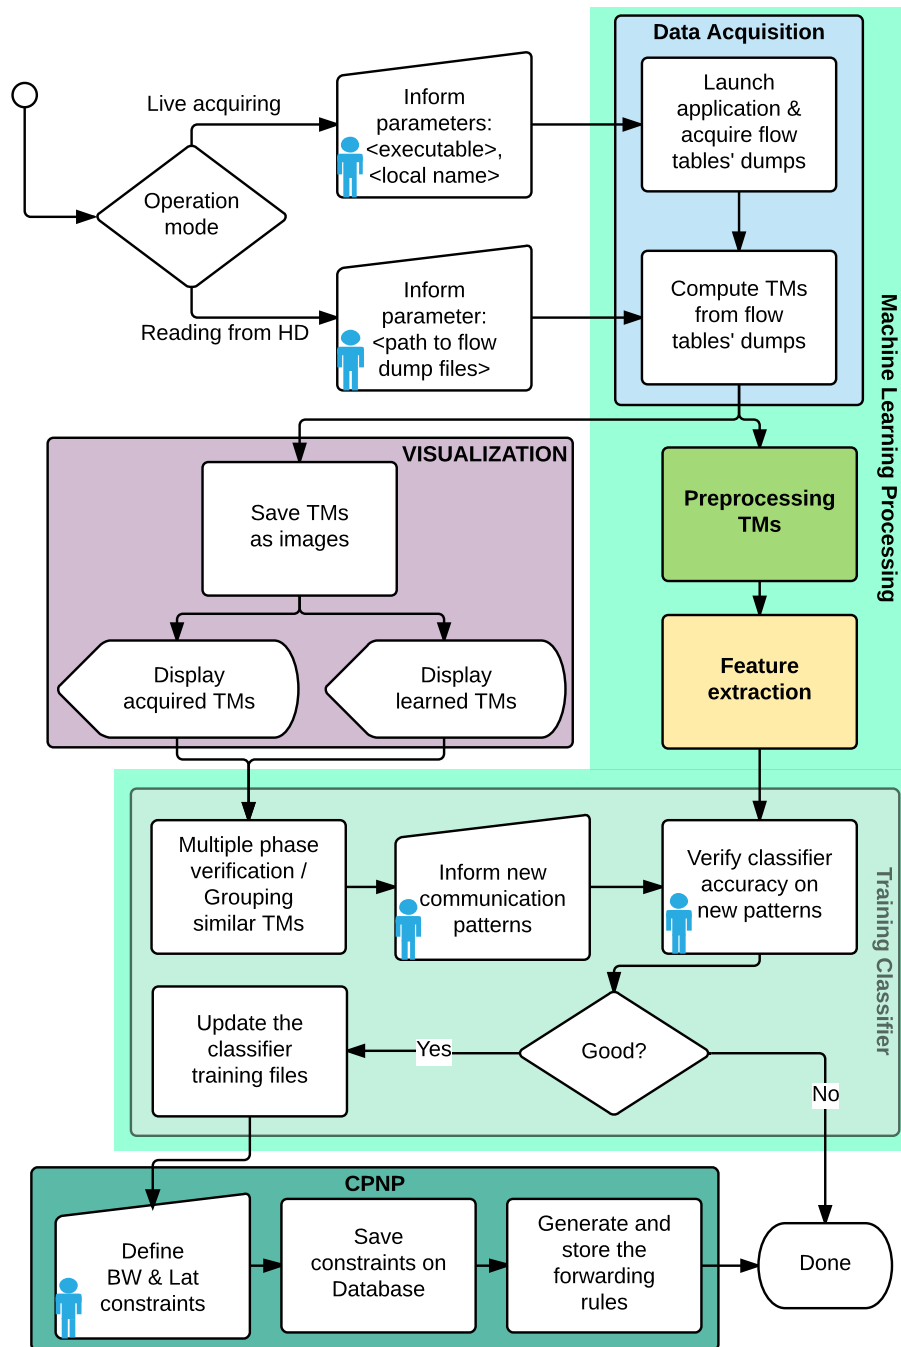 Data Acquisition
Live acquiring
Inform
parameters:
<executable>,
<local name>
Launch
application &
acquire flow
tables' dumps
Operation
mode
Reading from HD
Inform
parameter:
<path to flow
dump files>
Compute TMs
from flow
tables' dumps
Machine Learning Processing
VISUALIZATION
Save TMs
as images
Preprocessing
TMs
Display
acquired TMs
Display
learned TMs
Feature
extraction
Multiple phase
verification /
Grouping
similar TMs
Inform new
communication
patterns
Verify classifier
accuracy on
new patterns
Training Classifier
Update the
classifier
training files
Yes
Good?
No
CPNP
Define
BW & Lat
constraints
Save
constraints on
Database
Generate and
store the
forwarding
rules
Done